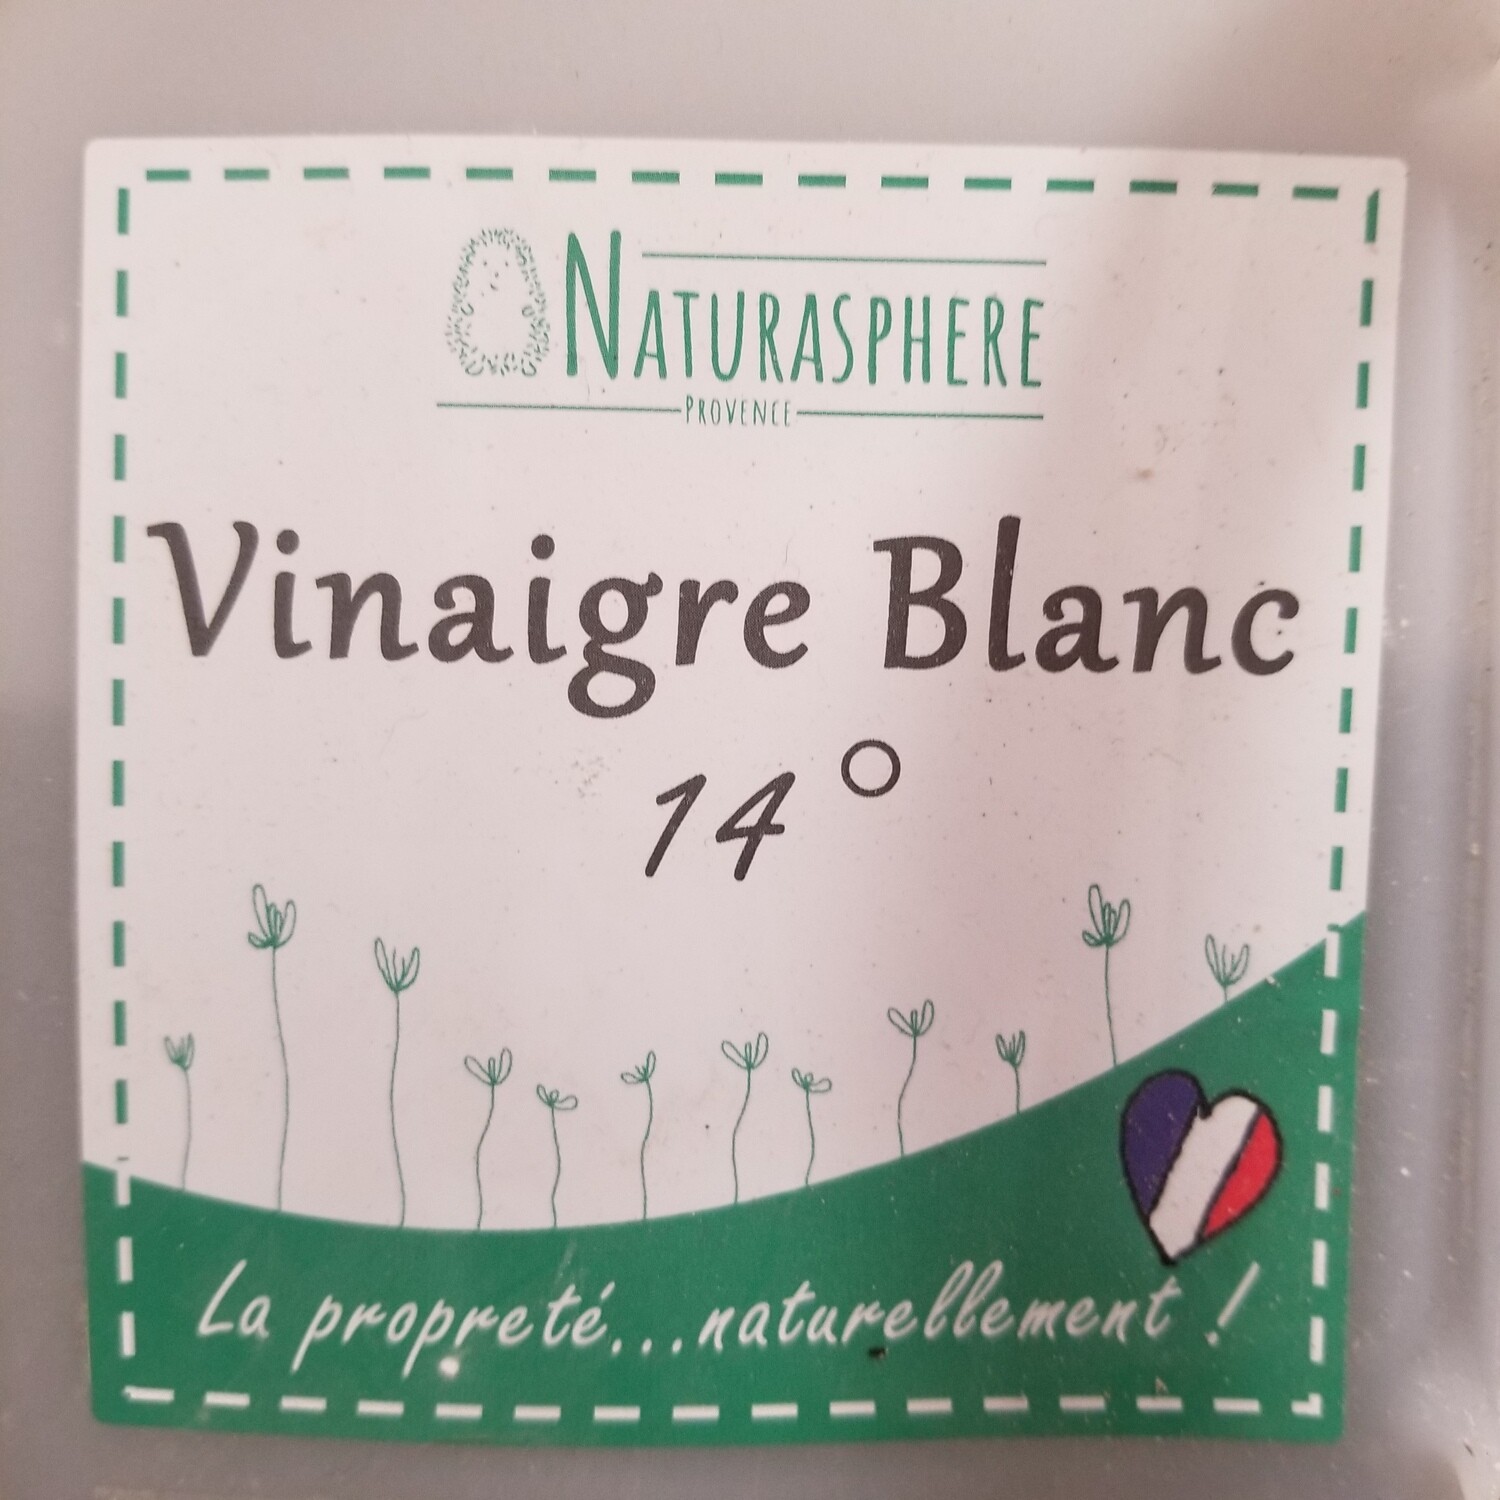 NATURASPHERE
PROVENCE
Vinaigre Blanc
14°
La propreté...naturellement !